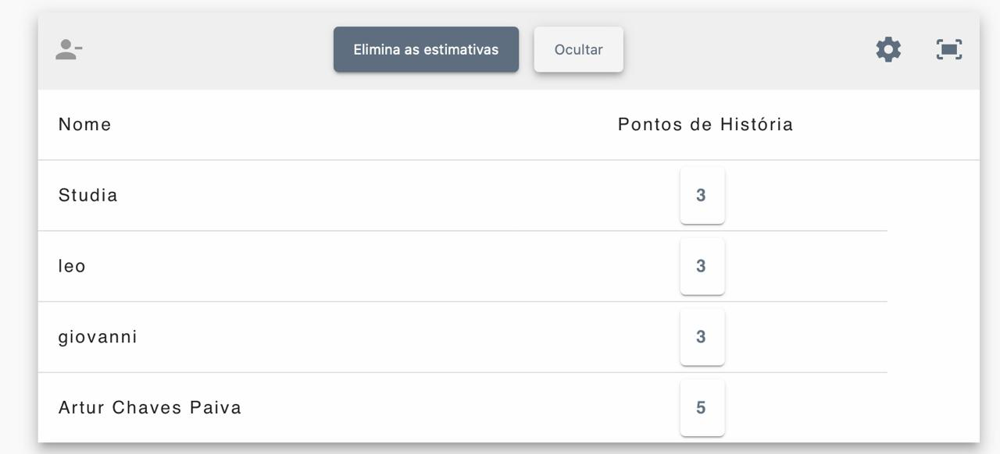 Elimina as estimativas Ocultar
Nome Pontos de História
Studia 3
leo 3
giovanni 3
Artur Chaves Paiva 5